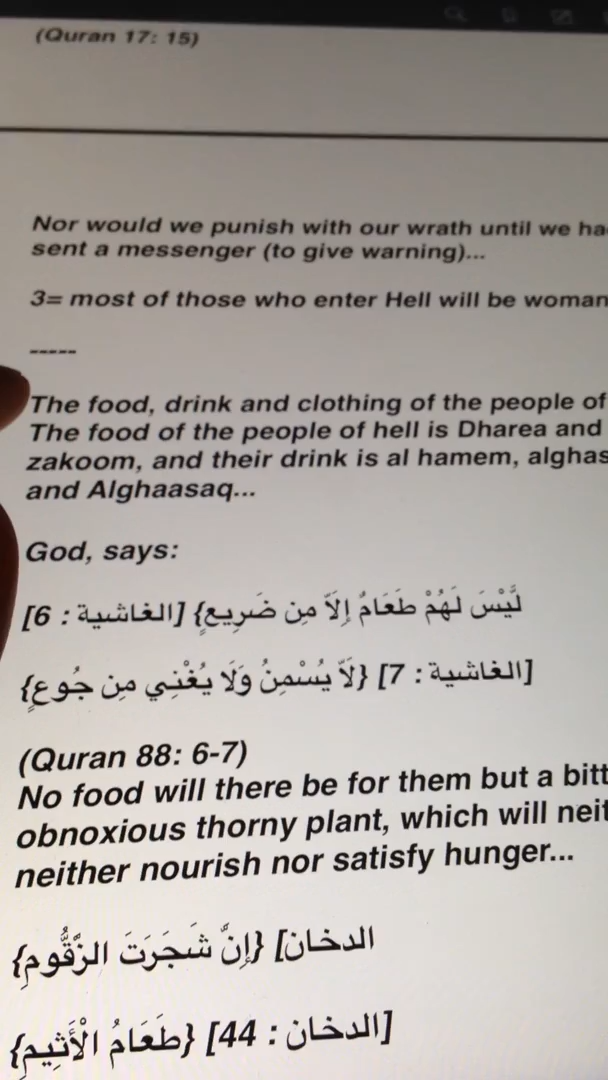 (Quran 17: 15)
Nor would we punish with our wrath until we ha
sent a messenger (to give warning)...
3= most of those who enter Hell will be woman
-----
The food, drink and clothing of the people of
The food of the people of hell is Dharea and
zakoom, and their drink is al hamem, alghas
and Alghaasaq...
God, says:
لَّيْسَ لَهُمْ طَعَامٌ إِلاَّ مِن ضَرِيعٍ} [الغاشية : 6]
[الغاشية : 7] {لاَّ يُسْمِنُ وَلَا يُغْنِي مِن جُوعٍ}
(Quran 88: 6-7)
No food will there be for them but a bitt
obnoxious thorny plant, which will neit
neither nourish nor satisfy hunger...
الدخان] {إِنَّ شَجَرَتَ الزَّقُّومِ}
[الدخان : 44] {طَعَامُ الْأَثِيمِ}